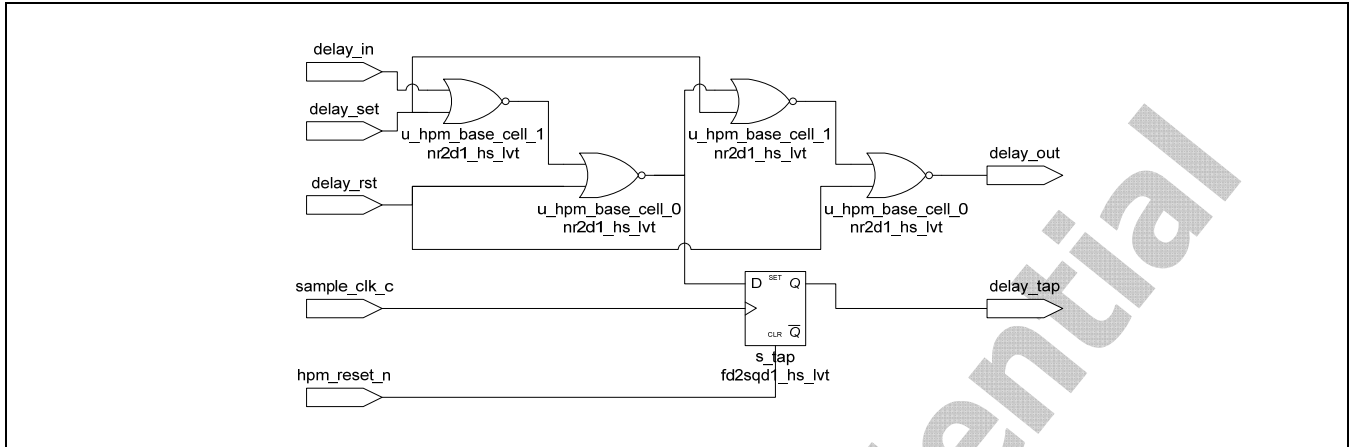 delay_in
delay_set
u_hpm_base_cell_1
nr2d1_hs_lvt
u_hpm_base_cell_1
nr2d1_hs_lvt
delay_out
delay_rst
u_hpm_base_cell_0
nr2d1_hs_lvt
u_hpm_base_cell_0
nr2d1_hs_lvt
sample_clk_c
D
SET
Q
delay_tap
CLR
Q
s_tap
fd2sqd1_hs_lvt
hpm_reset_n
ential